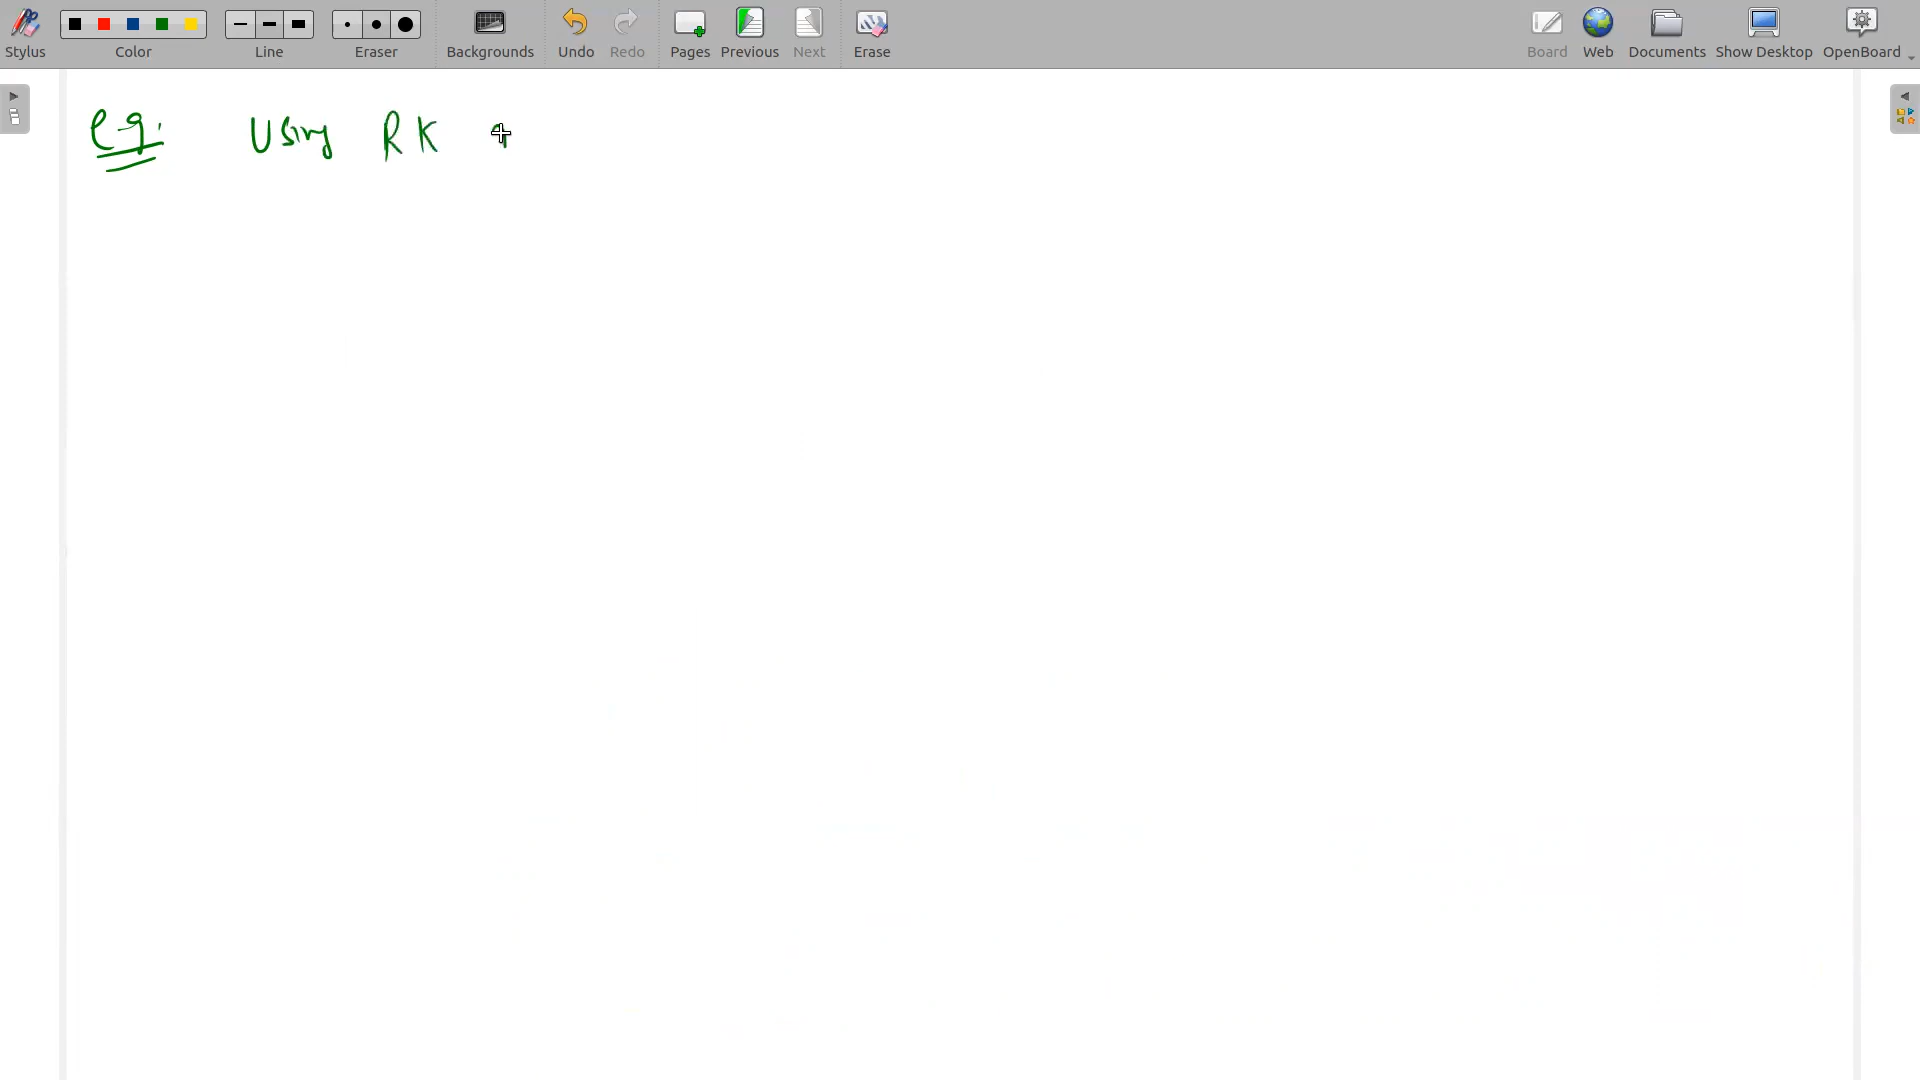 Stylus Color Line Eraser Backgrounds Undo Redo Pages Previous Next Erase Board Web Documents Show Desktop OpenBoard
eg. Using RK